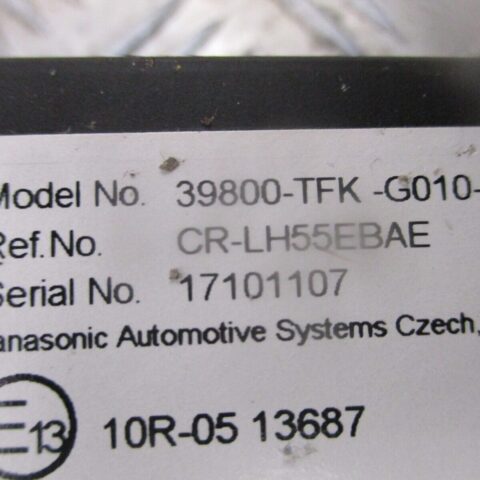 Model No. 39800-TFK -G010-
Ref.No. CR-LH55EBAE
Serial No. 17101107
anasonic Automotive Systems Czech,
E13 10R-05 13687